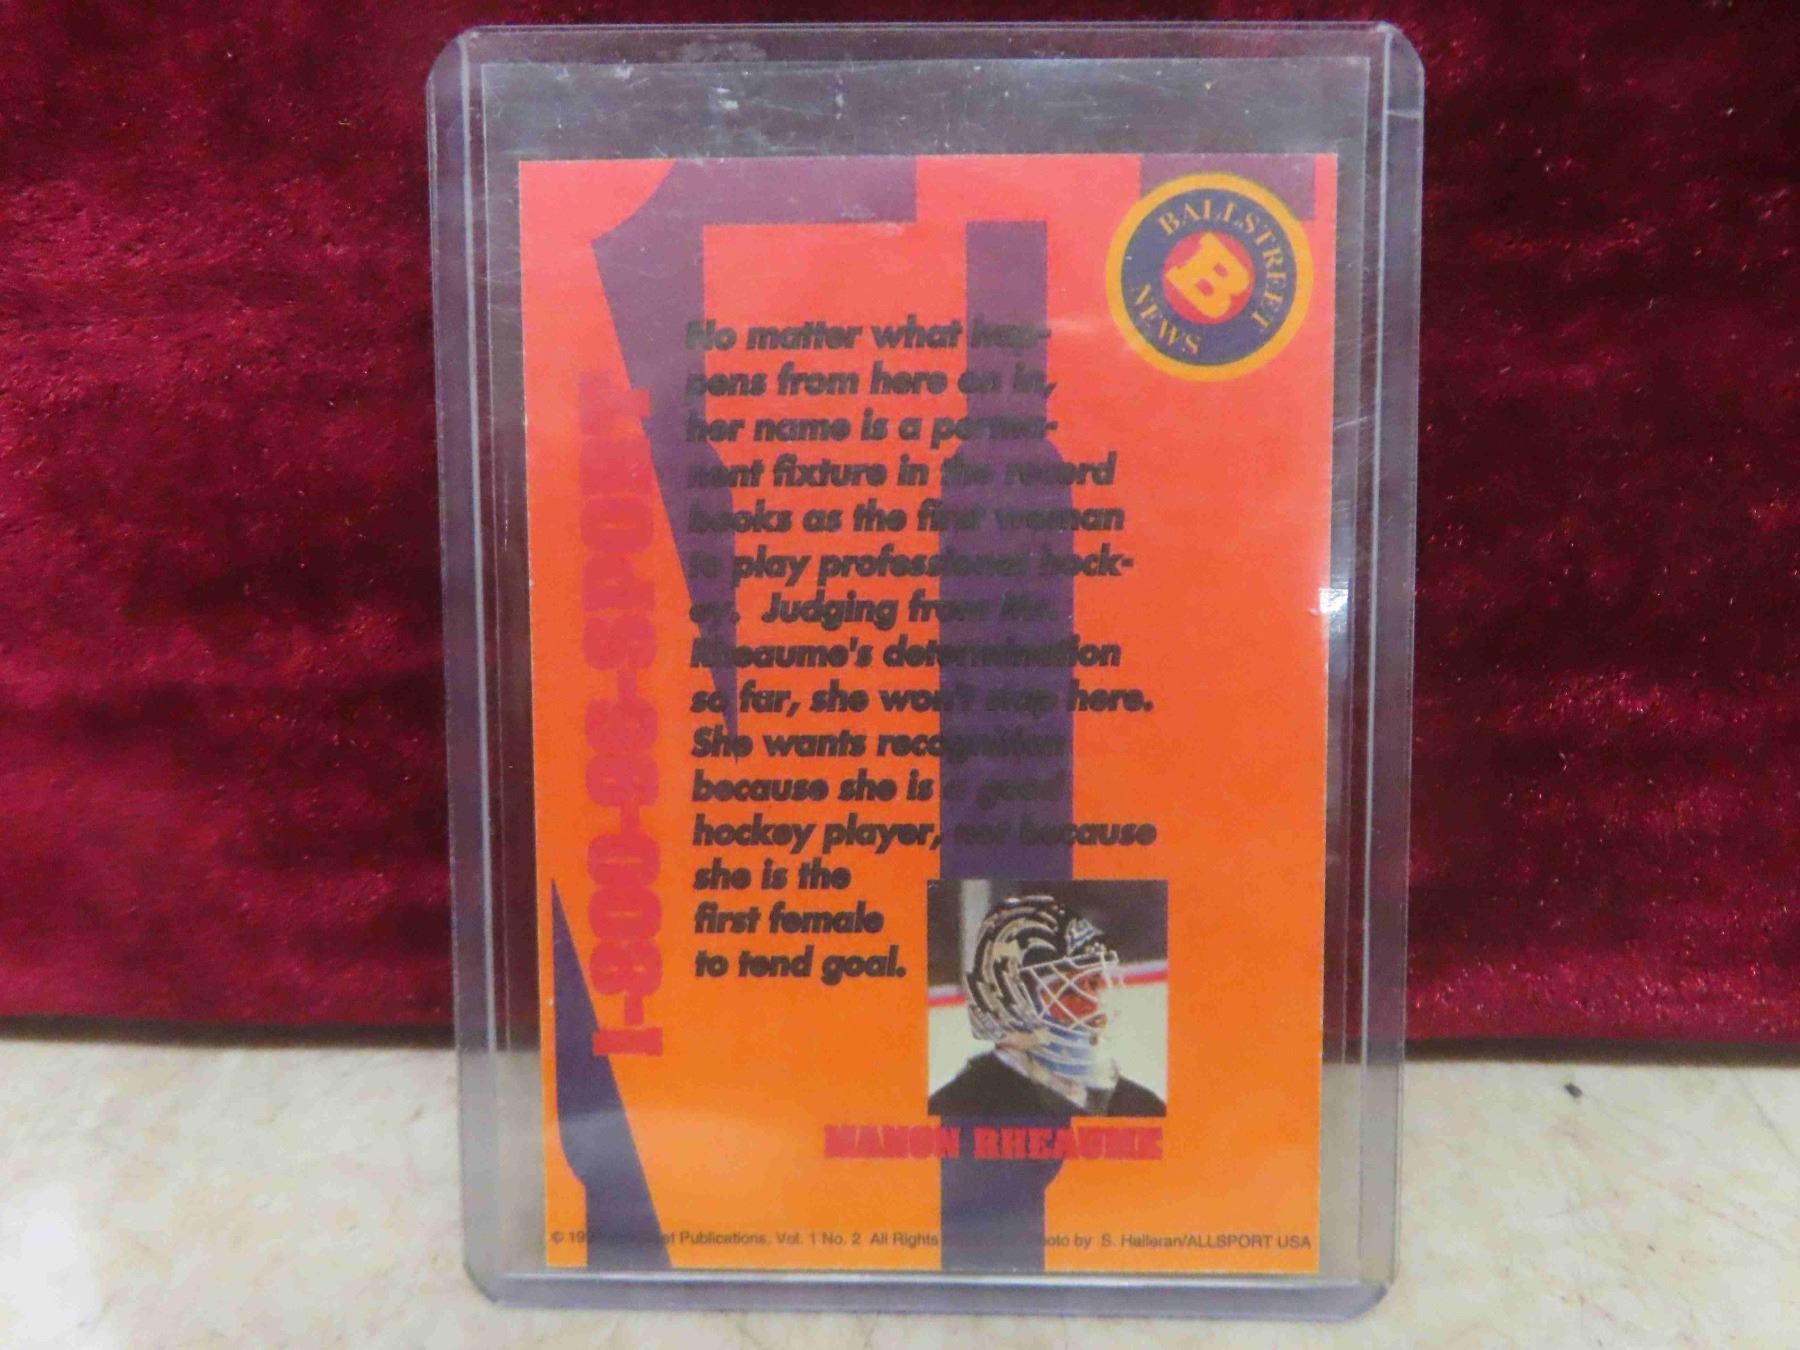 BALLSTREET NEWS
B
No matter what hap-
pens from here on in,
her name is a perma-
nent fixture in the record
books as the first woman
to play professional hock-
ey.  Judging from Ms.
Rheaume's determination
so far, she won't stop here.
She wants recognition
because she is a good
hockey player, not because
she is the
first female
to tend goal.
1-800-88-SPORT
MANON RHEAUME
© 199 Publications, Vol. 1 No. 2 All Rights by S. Halleran/ALLSPORT USA